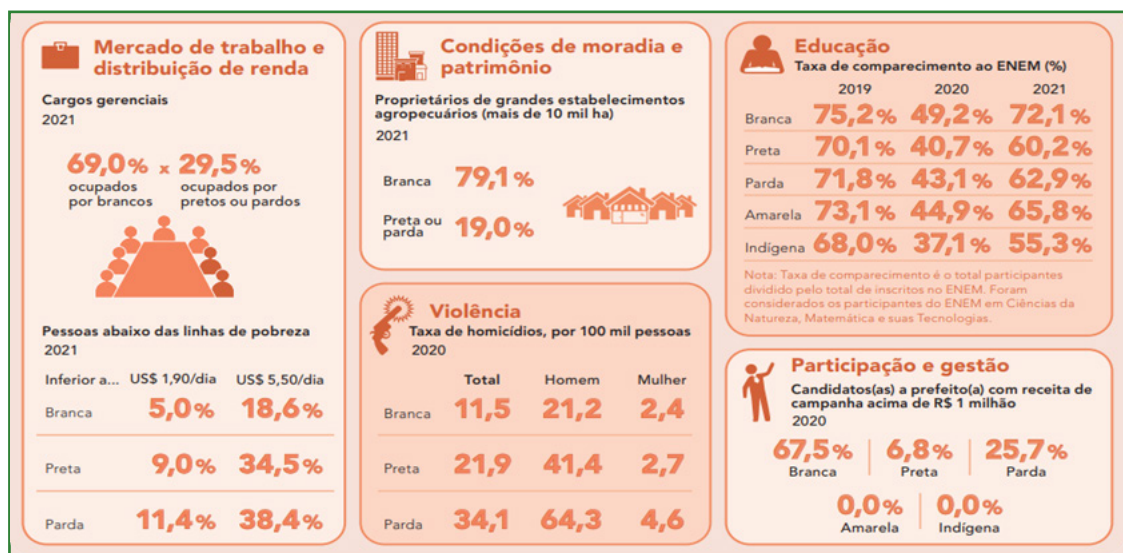 Mercado de trabalho e
distribuição de renda
Cargos gerenciais
2021
69,0% x 29,5%
ocupados ocupados por
por brancos pretos ou pardos
Pessoas abaixo das linhas de pobreza
2021
Inferior a... US$ 1,90/dia US$ 5,50/dia
Branca 5,0% 18,6%
Preta 9,0% 34,5%
Parda 11,4% 38,4%
Condições de moradia e
patrimônio
Proprietários de grandes estabelecimentos
agropecuários (mais de 10 mil ha)
2021
Branca 79,1%
Preta ou
parda 19,0%
Violência
Taxa de homicídios, por 100 mil pessoas
2020
Total Homem Mulher
Branca 11,5 21,2 2,4
Preta 21,9 41,4 2,7
Parda 34,1 64,3 4,6
Educação
Taxa de comparecimento ao ENEM (%)
2019 2020 2021
Branca 75,2% 49,2% 72,1%
Preta 70,1% 40,7% 60,2%
Parda 71,8% 43,1% 62,9%
Amarela 73,1% 44,9% 65,8%
Indígena 68,0% 37,1% 55,3%
Nota: Taxa de comparecimento é o total participantes
dividido pelo total de inscritos no ENEM. Foram
considerados os participantes do ENEM em Ciências da
Natureza, Matemática e suas Tecnologias.
Participação e gestão
Candidatos(as) a prefeito(a) com receita de
campanha acima de R$ 1 milhão
2020
67,5% 6,8% 25,7%
Branca Preta Parda
0,0% 0,0%
Amarela Indígena